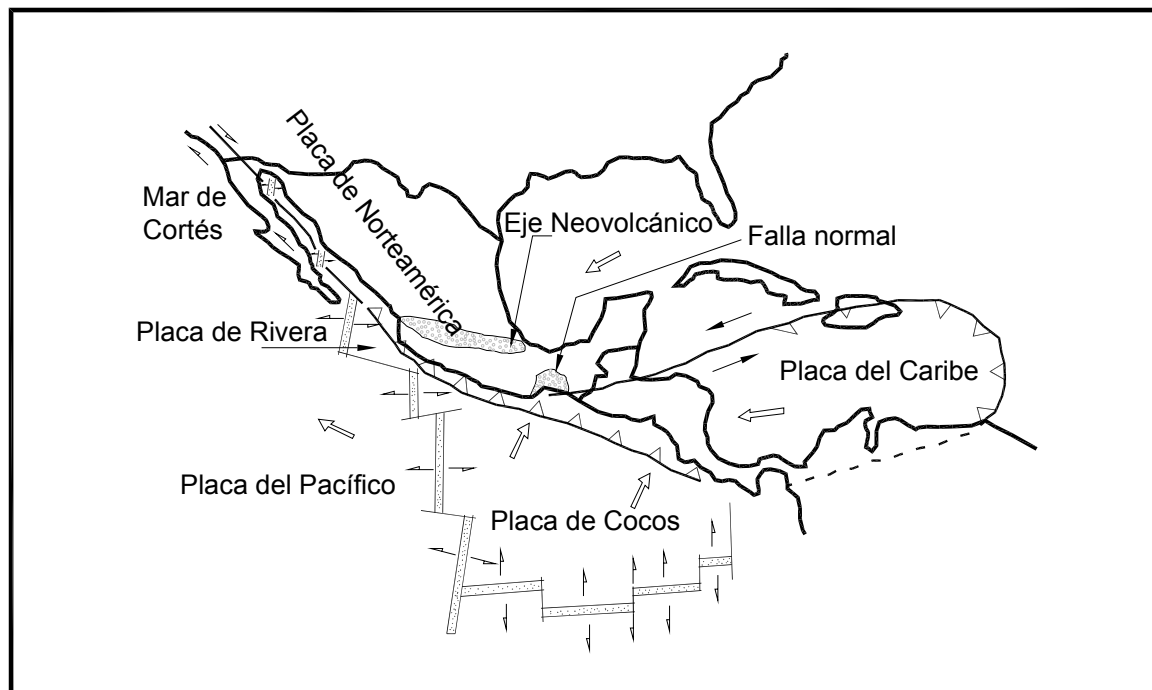 Placa de Norteamérica
Mar de
Cortés
Eje Neovolcánico
Falla normal
Placa de Rivera
Placa del Caribe
Placa del Pacífico
Placa de Cocos